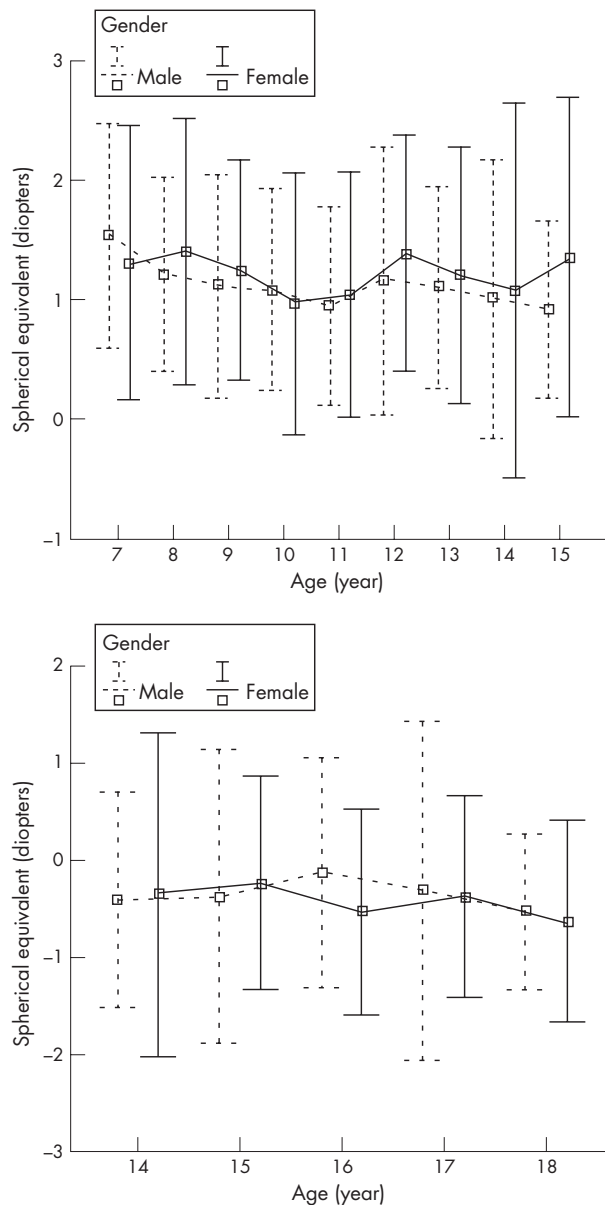 Gender
Male Female
3
2
1
0
–1
Spherical equivalent (diopters)
7 8 9 10 11 12 13 14 15
Age (year)
Gender
Male Female
2
1
0
–1
–2
–3
Spherical equivalent (diopters)
14 15 16 17 18
Age (year)